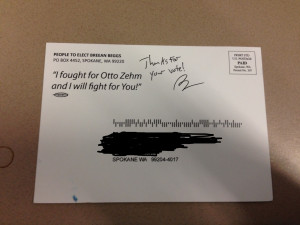 PEOPLE TO ELECT BREEAN BEGGS
PO BOX 4452, SPOKANE, WA 99220
"I fought for Otto Zehm
and I will fight for You!"
Thanks for
your vote!
B
PAID
SPOKANE WA 99204-4017